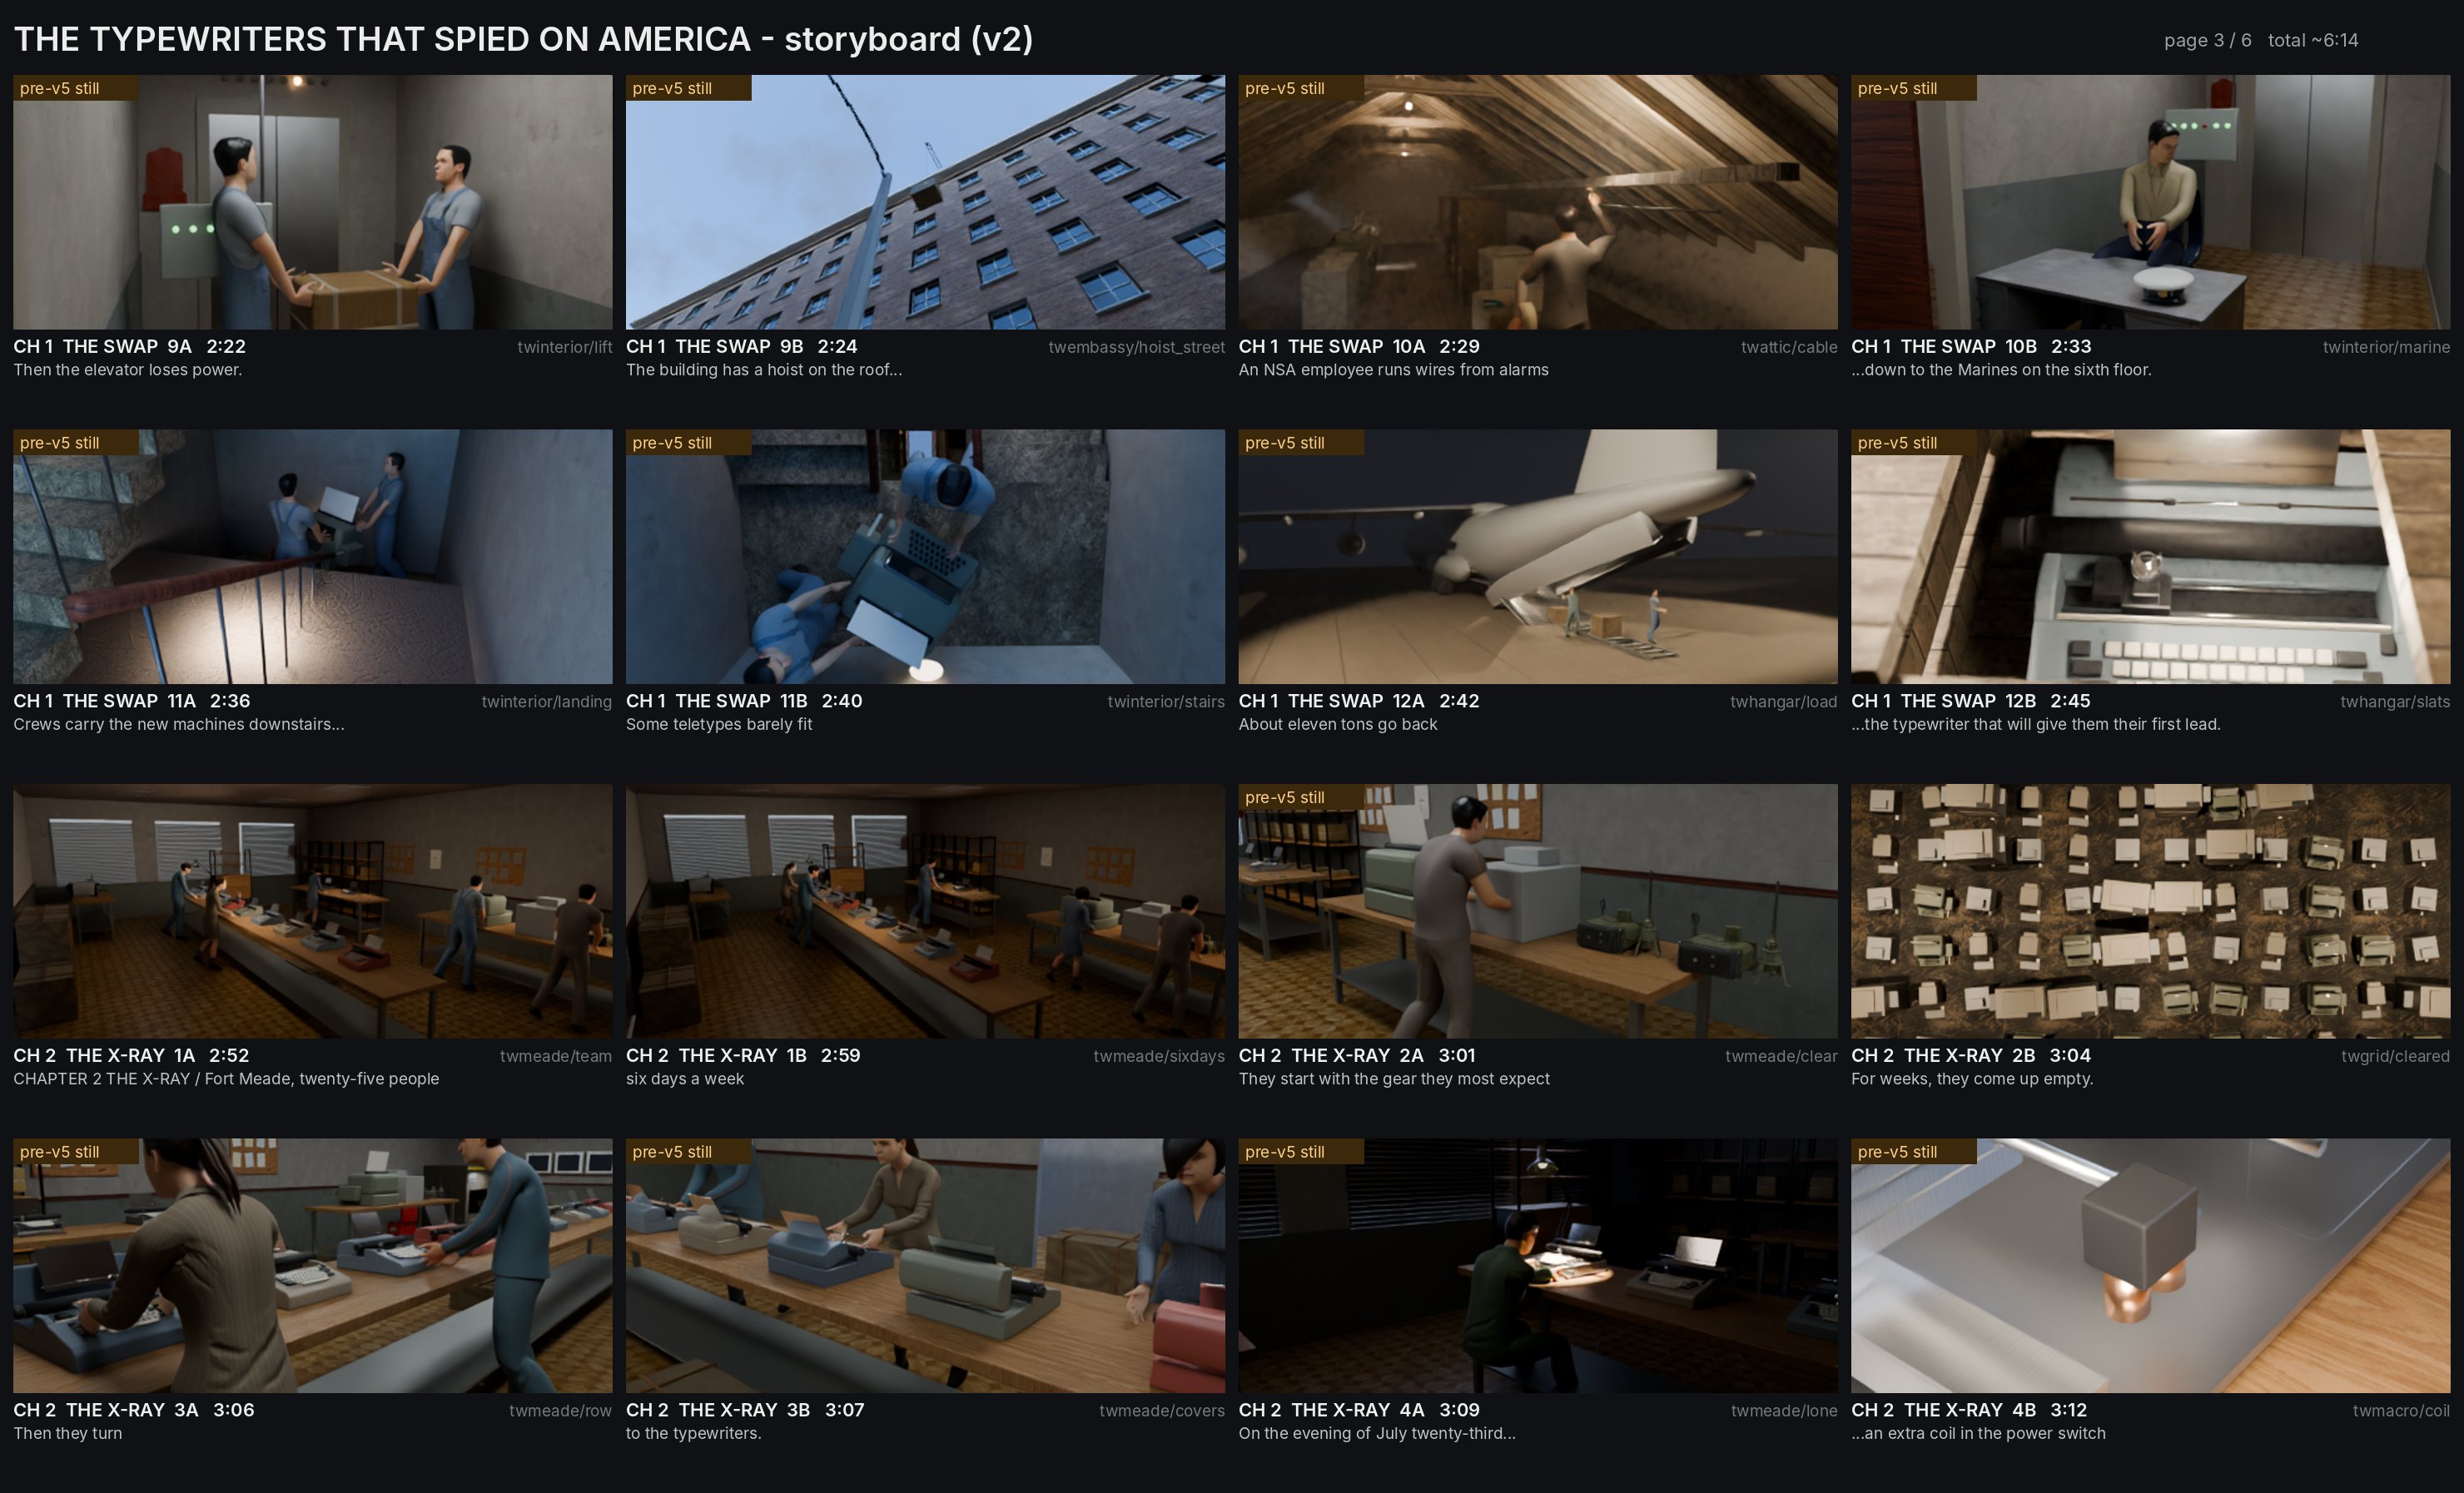 THE TYPEWRITERS THAT SPIED ON AMERICA - storyboard (v2)
page 3 / 6 total ~6:14
pre-v5 still
CH 1 THE SWAP 9A 2:22
twinterior/lift
Then the elevator loses power.
pre-v5 still
CH 1 THE SWAP 9B 2:24
twembassy/hoist_street
The building has a hoist on the roof...
pre-v5 still
CH 1 THE SWAP 10A 2:29
twattic/cable
An NSA employee runs wires from alarms
pre-v5 still
CH 1 THE SWAP 10B 2:33
twinterior/marine
...down to the Marines on the sixth floor.
pre-v5 still
CH 1 THE SWAP 11A 2:36
twinterior/landing
Crews carry the new machines downstairs...
pre-v5 still
CH 1 THE SWAP 11B 2:40
twinterior/stairs
Some teletypes barely fit
pre-v5 still
CH 1 THE SWAP 12A 2:42
twhangar/load
About eleven tons go back
pre-v5 still
CH 1 THE SWAP 12B 2:45
twhangar/slats
...the typewriter that will give them their first lead.
CH 2 THE X-RAY 1A 2:52
twmeade/team
CHAPTER 2 THE X-RAY / Fort Meade, twenty-five people
CH 2 THE X-RAY 1B 2:59
twmeade/sixdays
six days a week
pre-v5 still
CH 2 THE X-RAY 2A 3:01
twmeade/clear
They start with the gear they most expect
CH 2 THE X-RAY 2B 3:04
twgrid/cleared
For weeks, they come up empty.
pre-v5 still
CH 2 THE X-RAY 3A 3:06
twmeade/row
Then they turn
pre-v5 still
CH 2 THE X-RAY 3B 3:07
twmeade/covers
to the typewriters.
pre-v5 still
CH 2 THE X-RAY 4A 3:09
twmeade/lone
On the evening of July twenty-third...
pre-v5 still
CH 2 THE X-RAY 4B 3:12
twmacro/coil
...an extra coil in the power switch